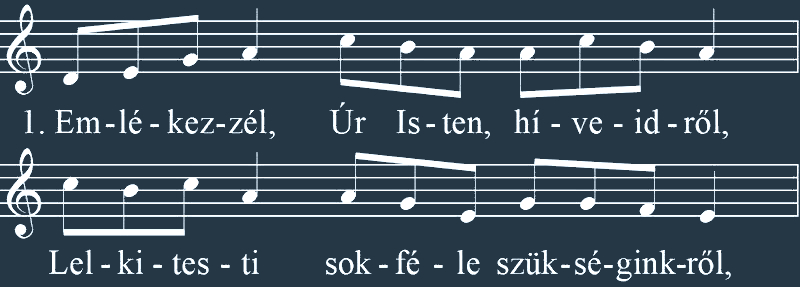 1. Em-lé-kez-zél, Úr Is-ten, hí-ve-id-ről,
Lel-ki-tes-ti sok-fé-le szük-sé-gink-ről,